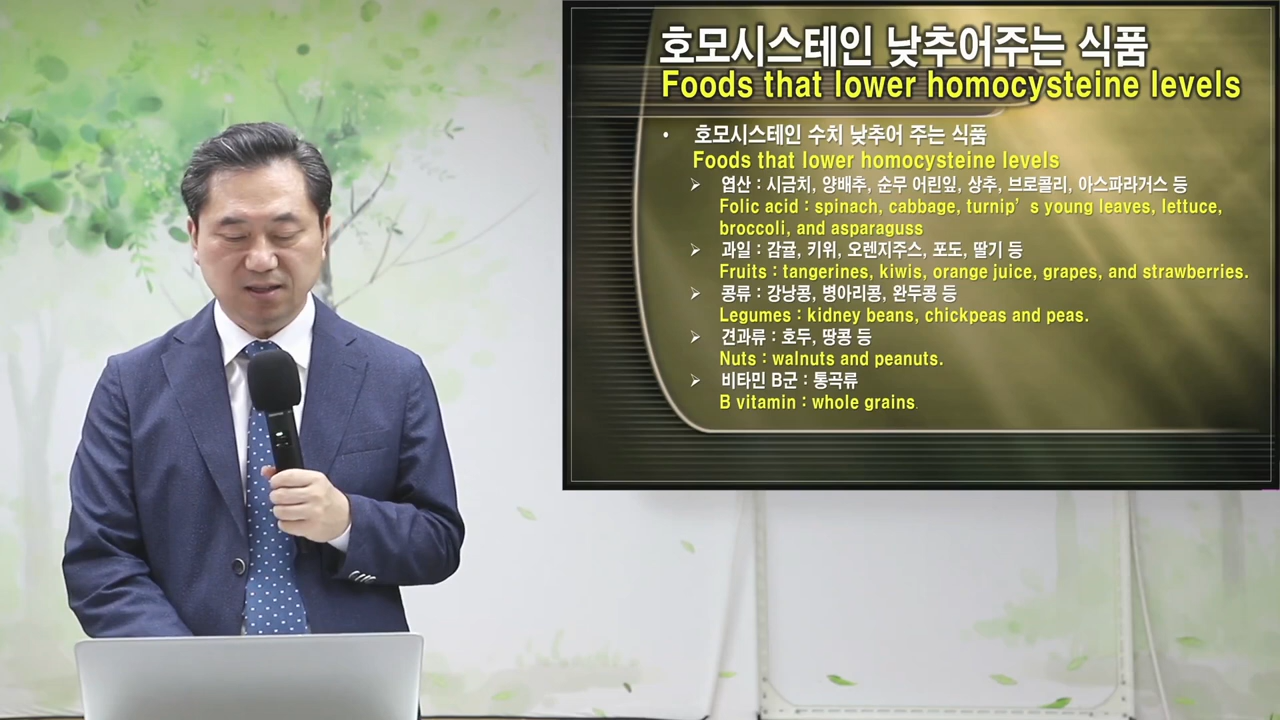 호모시스테인 낮추어주는 식품
Foods that lower homocysteine levels
• 호모시스테인 수치 낮추어 주는 식품
Foods that lower homocysteine levels
➢ 엽산 : 시금치, 양배추, 순무 어린잎, 상추, 브로콜리, 아스파라거스 등
Folic acid : spinach, cabbage, turnip’s young leaves, lettuce,
broccoli, and asparaguss
➢ 과일 : 감귤, 키위, 오렌지주스, 포도, 딸기 등
Fruits : tangerines, kiwis, orange juice, grapes, and strawberries.
➢ 콩류 : 강낭콩, 병아리콩, 완두콩 등
Legumes : kidney beans, chickpeas and peas.
➢ 견과류 : 호두, 땅콩 등
Nuts : walnuts and peanuts.
➢ 비타민 B군 : 통곡류
B vitamin : whole grains.